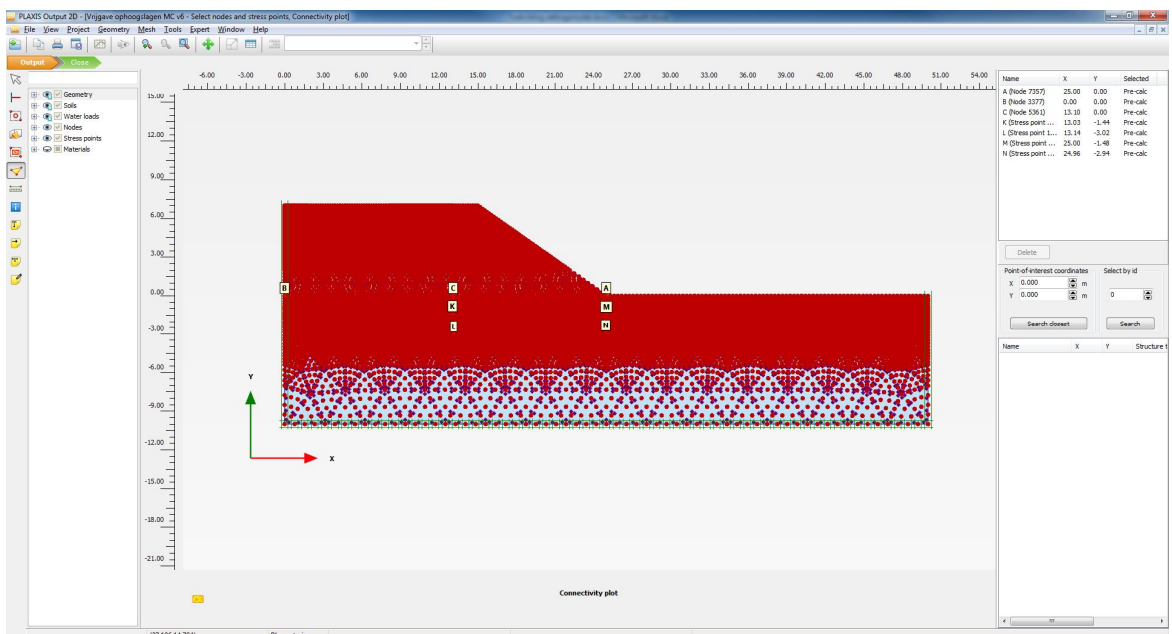 PLAXIS Output 2D - [Vrijgave ophoogslagen MC v6 - Select nodes and stress points, Connectivity plot]
File View Project Geometry Mesh Tools Expert Window Help
Output Close
Geometry
Soils
Water loads
Nodes
Stress points
Materials
-6.00 -3.00 0.00 3.00 6.00 9.00 12.00 15.00 18.00 21.00 24.00 27.00 30.00 33.00 36.00 39.00 42.00 45.00 48.00 51.00 54.00
15.00
12.00
9.00
6.00
3.00
0.00
-3.00
-6.00
-9.00
-12.00
-15.00
-18.00
-21.00
B C A
K M
L N
Y
X
Connectivity plot
Name X Y Selected
A (Node 7357) 25.00 0.00 Pre-calc
B (Node 3377) 0.00 0.00 Pre-calc
C (Node 5361) 13.10 0.00 Pre-calc
K (Stress point ... 13.03 -1.44 Pre-calc
L (Stress point 1... 13.14 -3.02 Pre-calc
M (Stress point ... 25.00 -1.48 Pre-calc
N (Stress point ... 24.96 -2.94 Pre-calc
Delete
Point-of-interest coordinates Select by id
X 0.000 m
Y 0.000 m 0
Search closest Search
Name X Y Structure t